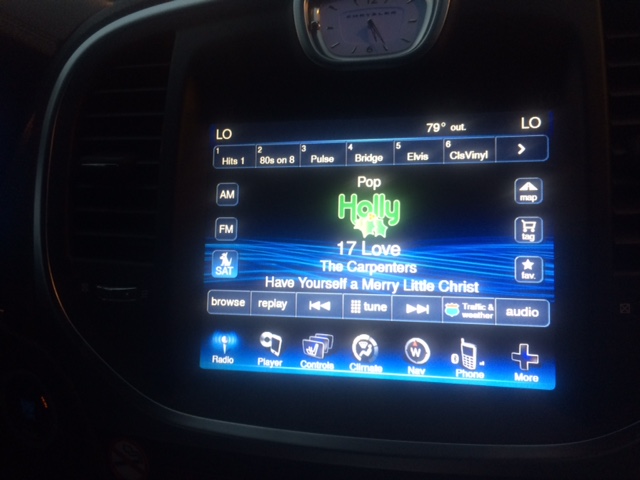 CHRYSLER
LO 79° out. LO
1 Hits 1 2 80s on 8 3 Pulse 4 Bridge 5 Elvis 6 ClsVinyl
Pop
AM
Holly
map
FM
tag
17 Love
SAT
The Carpenters
fav.
Have Yourself a Merry Little Christ
browse replay tune Traffic & weather audio
Radio Player Controls Climate W Nav Phone More